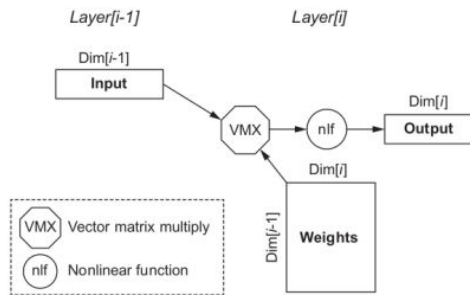 Layer[i-1]
Layer[i]
Dim[i-1]
Input
VMX
nlf
Dim[i]
Output
Dim[i]
Dim[i-1]
Weights
VMX Vector matrix multiply
nlf Nonlinear function